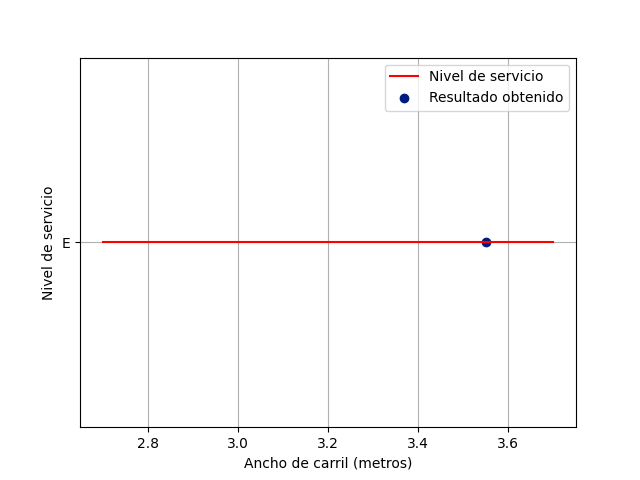 Nivel de servicio
Resultado obtenido
Nivel de servicio
E
2.8
3.0
3.2
3.4
3.6
Ancho de carril (metros)